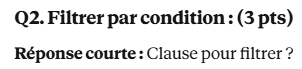 Q2. Filtrer par condition : (3 pts)
Réponse courte : Clause pour filtrer ?